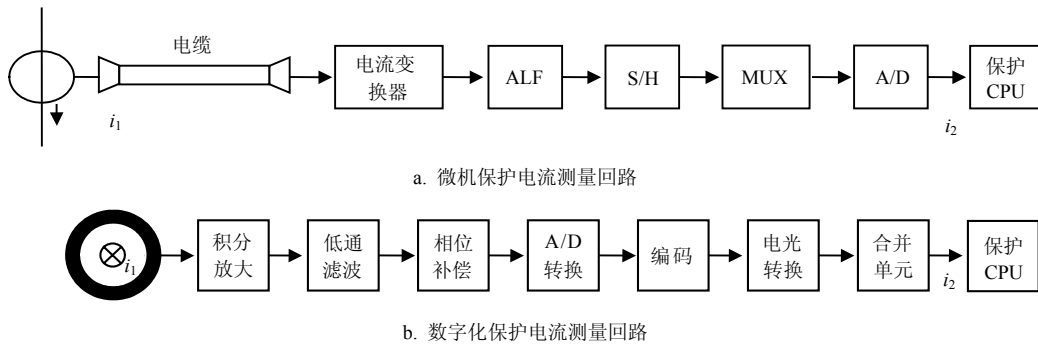 电缆
i1
电流变
换器
ALF
S/H
MUX
A/D
i2
保护
CPU
a. 微机保护电流测量回路
i1
积分
放大
低通
滤波
相位
补偿
A/D
转换
编码
电光
转换
合并
单元
i2
保护
CPU
b. 数字化保护电流测量回路